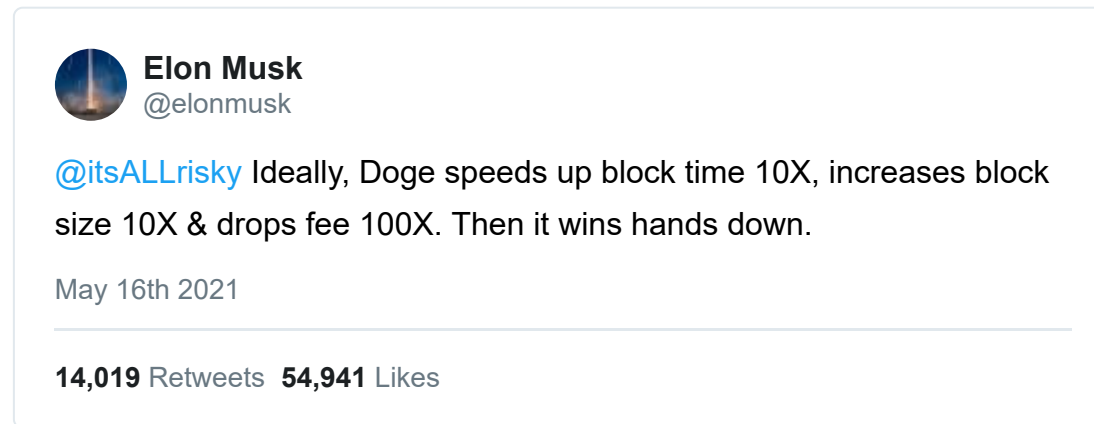 Elon Musk
@elonmusk
@itsALLrisky Ideally, Doge speeds up block time 10X, increases block
size 10X & drops fee 100X. Then it wins hands down.
May 16th 2021
14,019 Retweets 54,941 Likes